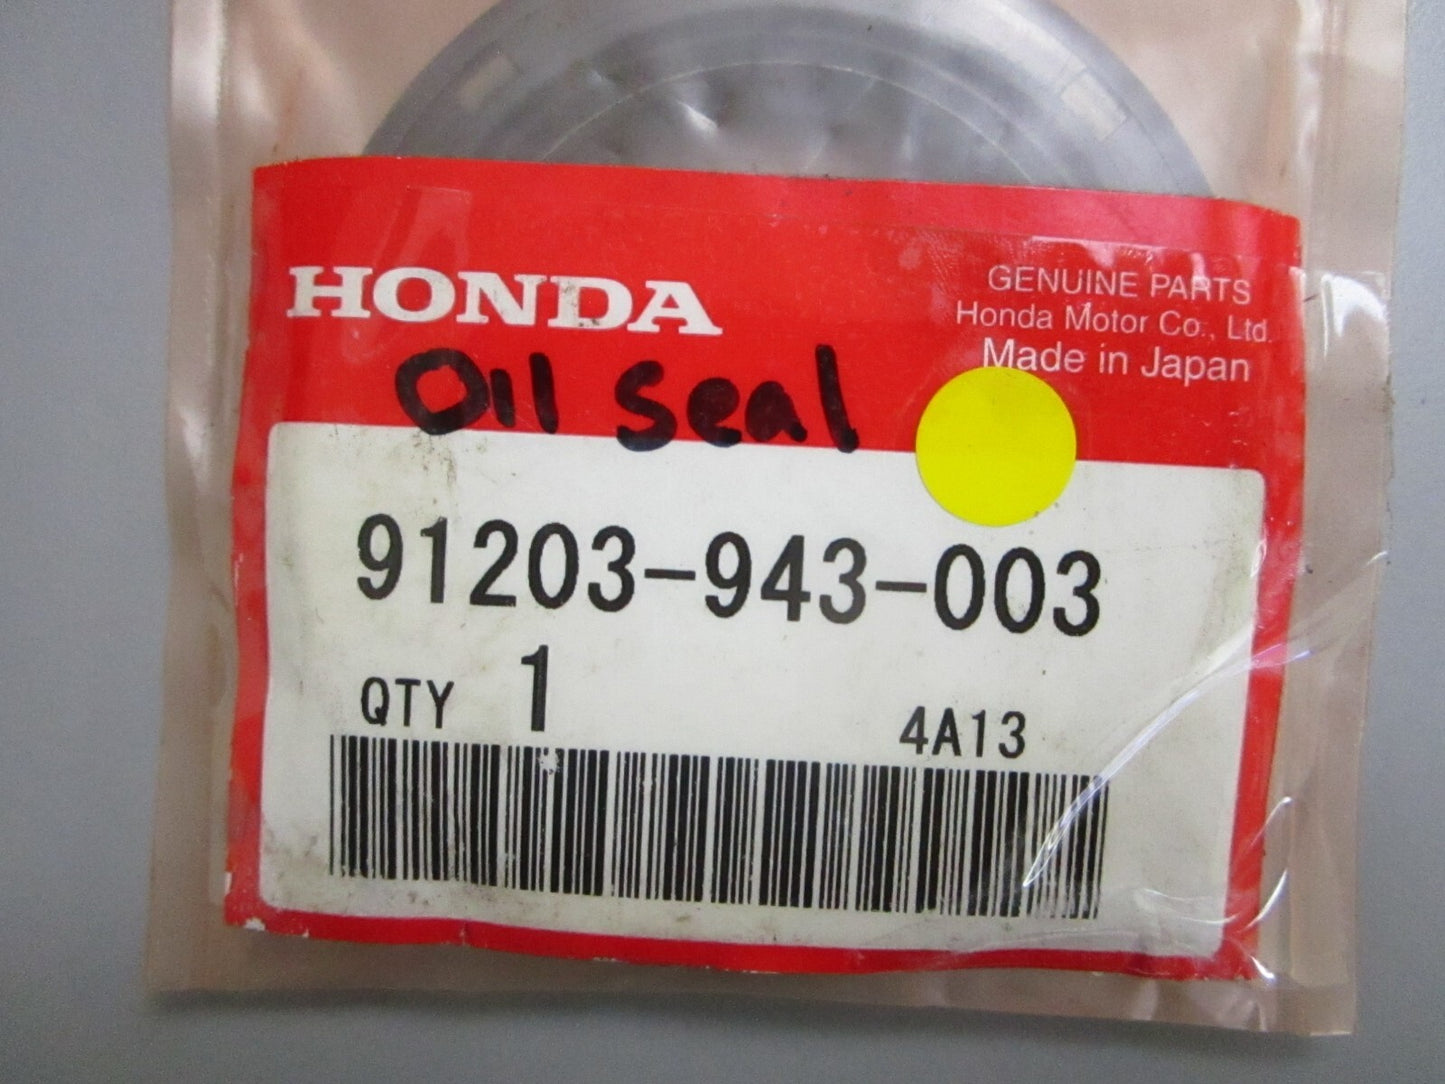 HONDA
GENUINE PARTS
Honda Motor Co., Ltd.
Made in Japan
Oil seal
91203-943-003
QTY 1
4A13